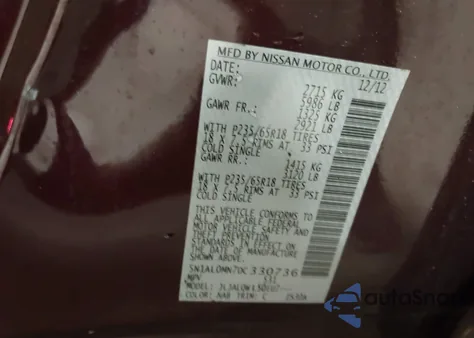 MFD BY NISSAN MOTOR CO., LTD.
DATE: 12/12
GVWR: 2715 KG
5986 LB
GAWR FR.: 1325 KG
2921 LB
WITH P235/65R18 TIRES
18 X 7.5 RIMS AT 33 PSI
COLD SINGLE
GAWR RR.: 1415 KG
3120 LB
WITH P235/65R18 TIRES
18 X 7.5 RIMS AT 33 PSI
COLD SINGLE
THIS VEHICLE CONFORMS TO
ALL APPLICABLE FEDERAL
MOTOR VEHICLE SAFETY AND
THEFT PREVENTION
STANDARDS IN EFFECT ON
THE DATE OF MANUFACTURE
SHOWN ABOVE
5N1AL0MN7DC330736
MPV
MODEL:
COLOR: NAB TRIM: C